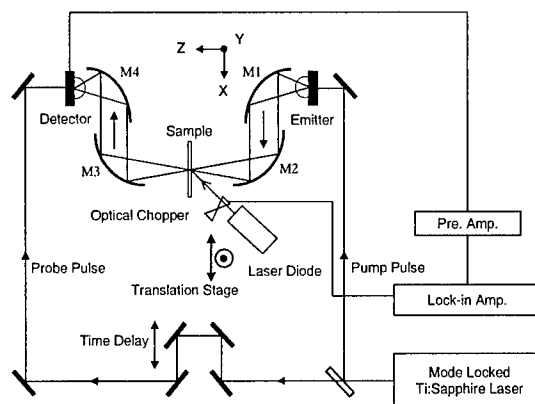 Z
Y
X
M4
M1
Detector
Emitter
Sample
M3
M2
Optical Chopper
Pre. Amp.
Probe Pulse
Laser Diode
Pump Pulse
Translation Stage
Lock-in Amp.
Time Delay
Mode Locked
Ti:Sapphire Laser